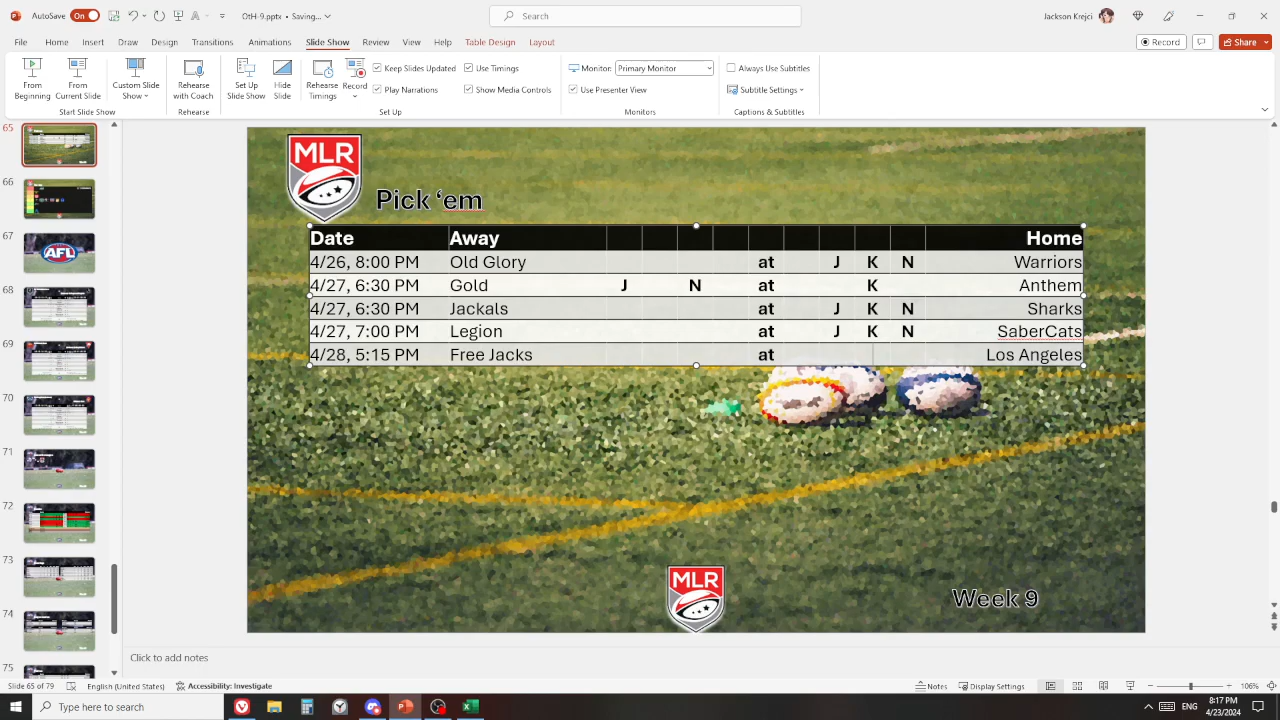 AutoSave On OtH-9.pptx • Saving... Search Jackson Krejci
File Home Insert Draw Design Transitions Animations Slide Show Review View Help Table Design Layout Record Share
From Beginning From Current Slide Custom Slide Show Rehearse with Coach Set Up Slide Show Hide Slide Rehearse Timings Record Keep Slides Updated Use Timings Monitor: Primary Monitor Always Use Subtitles
Play Narrations Show Media Controls Use Presenter View Subtitle Settings
Start Slide Show Rehearse Set Up Monitors Captions & Subtitles
65
66
67
AFL
68
69
70
71
72
73
74
75
MLR
Pick ‘em
Date Away Home
4/26, 8:00 PM Old Glory at J K N Warriors
4/27, 6:30 PM Gold J N at K Anthem
4/27, 6:30 PM Jackals at J K N Sharks
4/27, 7:00 PM Legion at J K N SaberCats
4/28, 5:15 PM Free Jacks at Los Angeles
MLR
Week 9
Click to add notes
Slide 65 of 79 English (United States) Accessibility: Investigate Notes Display Settings 106%
Type here to search ENG 8:17 PM
4/23/2024